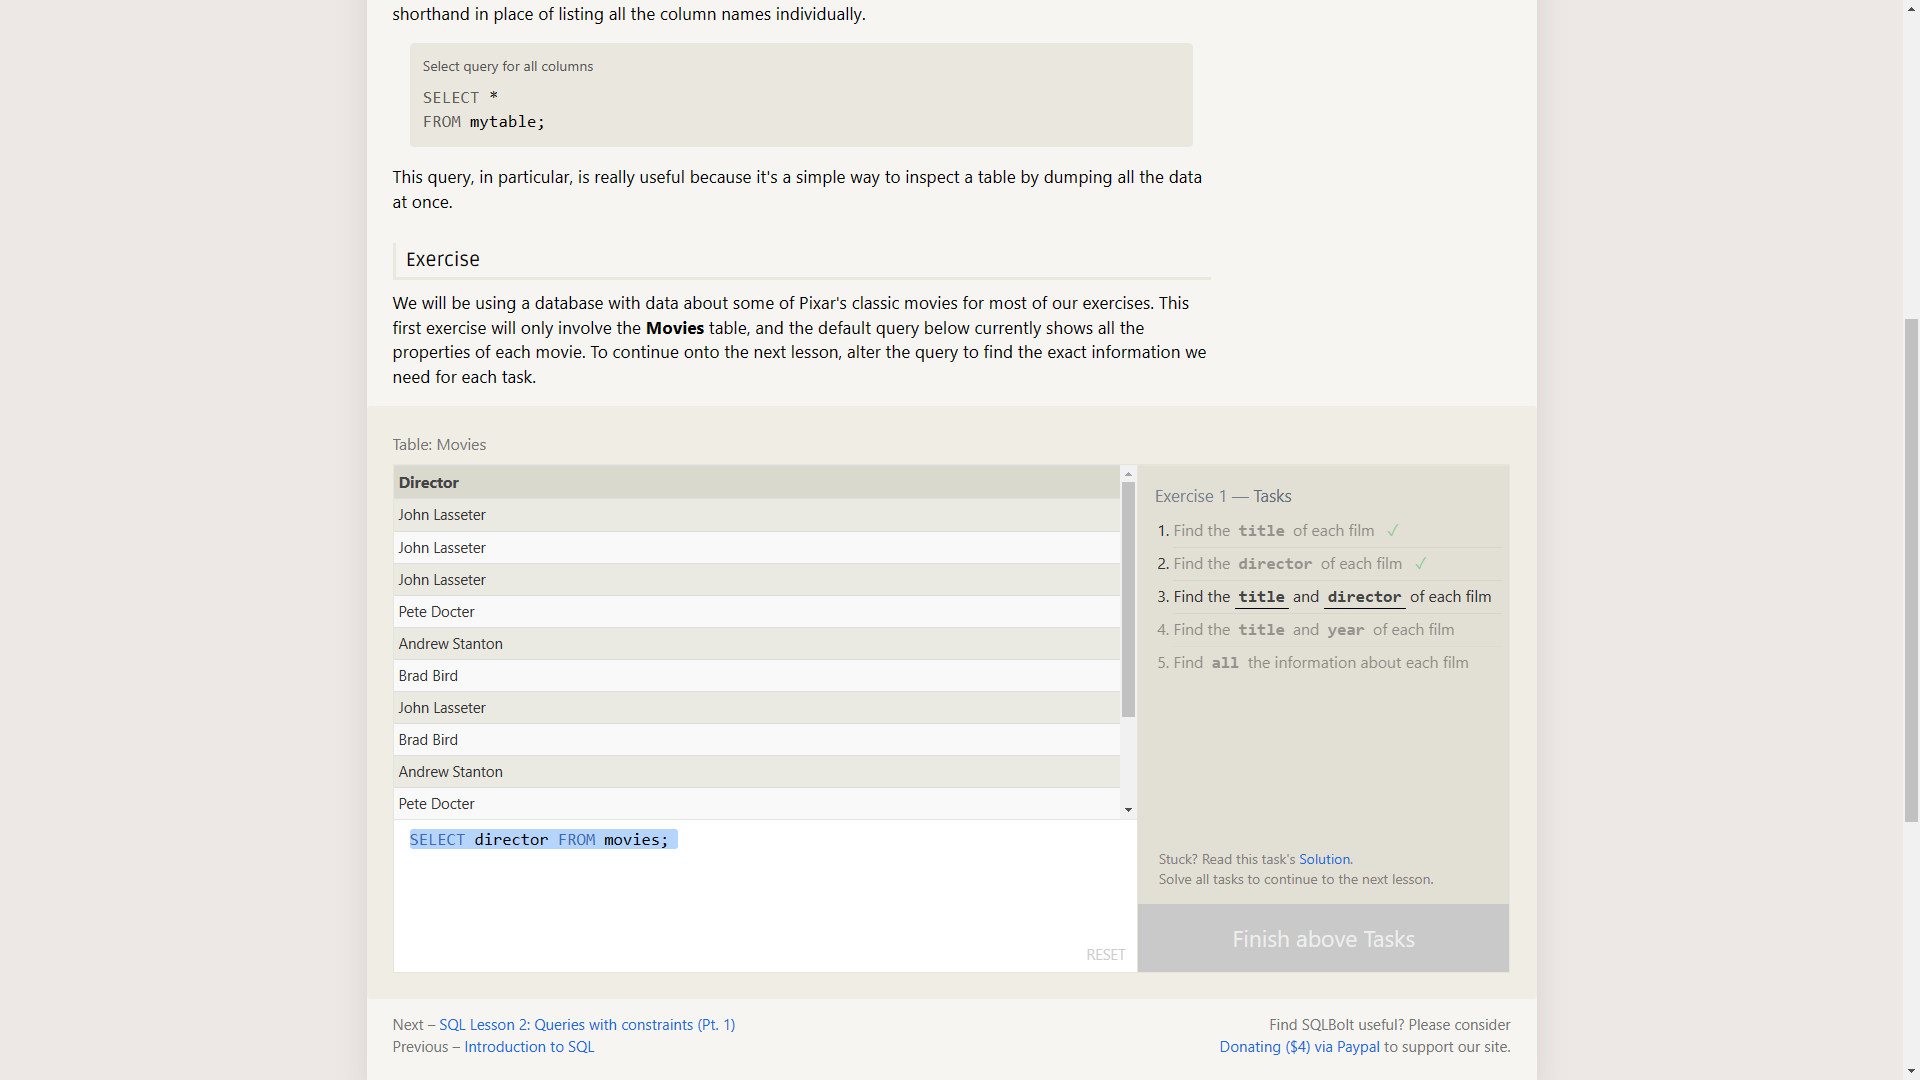 shorthand in place of listing all the column names individually.
Select query for all columns
SELECT *
FROM mytable;
This query, in particular, is really useful because it's a simple way to inspect a table by dumping all the data
at once.
Exercise
We will be using a database with data about some of Pixar's classic movies for most of our exercises. This
first exercise will only involve the Movies table, and the default query below currently shows all the
properties of each movie. To continue onto the next lesson, alter the query to find the exact information we
need for each task.
Table: Movies
Director
John Lasseter
John Lasseter
John Lasseter
Pete Docter
Andrew Stanton
Brad Bird
John Lasseter
Brad Bird
Andrew Stanton
Pete Docter
SELECT director FROM movies;
RESET
Exercise 1 — Tasks
1. Find the title of each film ✓
2. Find the director of each film ✓
3. Find the title and director of each film
4. Find the title and year of each film
5. Find all the information about each film
Stuck? Read this task's Solution.
Solve all tasks to continue to the next lesson.
Finish above Tasks
Next – SQL Lesson 2: Queries with constraints (Pt. 1)
Previous – Introduction to SQL
Find SQLBolt useful? Please consider
Donating ($4) via Paypal to support our site.